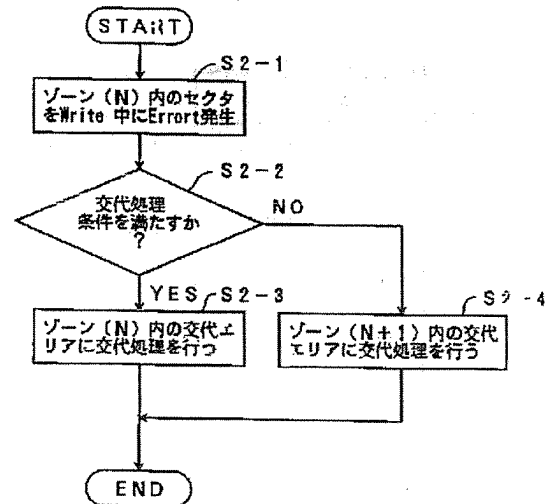 START
S2-1
ゾーン（N）内のセクタ
をWrite 中にErrort発生
S2-2
交代処理
条件を満たすか
?
NO
YES
S2-3
S2-4
ゾーン（N）内の交代エ
リアに交代処理を行う
ゾーン（N+1）内の交代
エリアに交代処理を行う
END